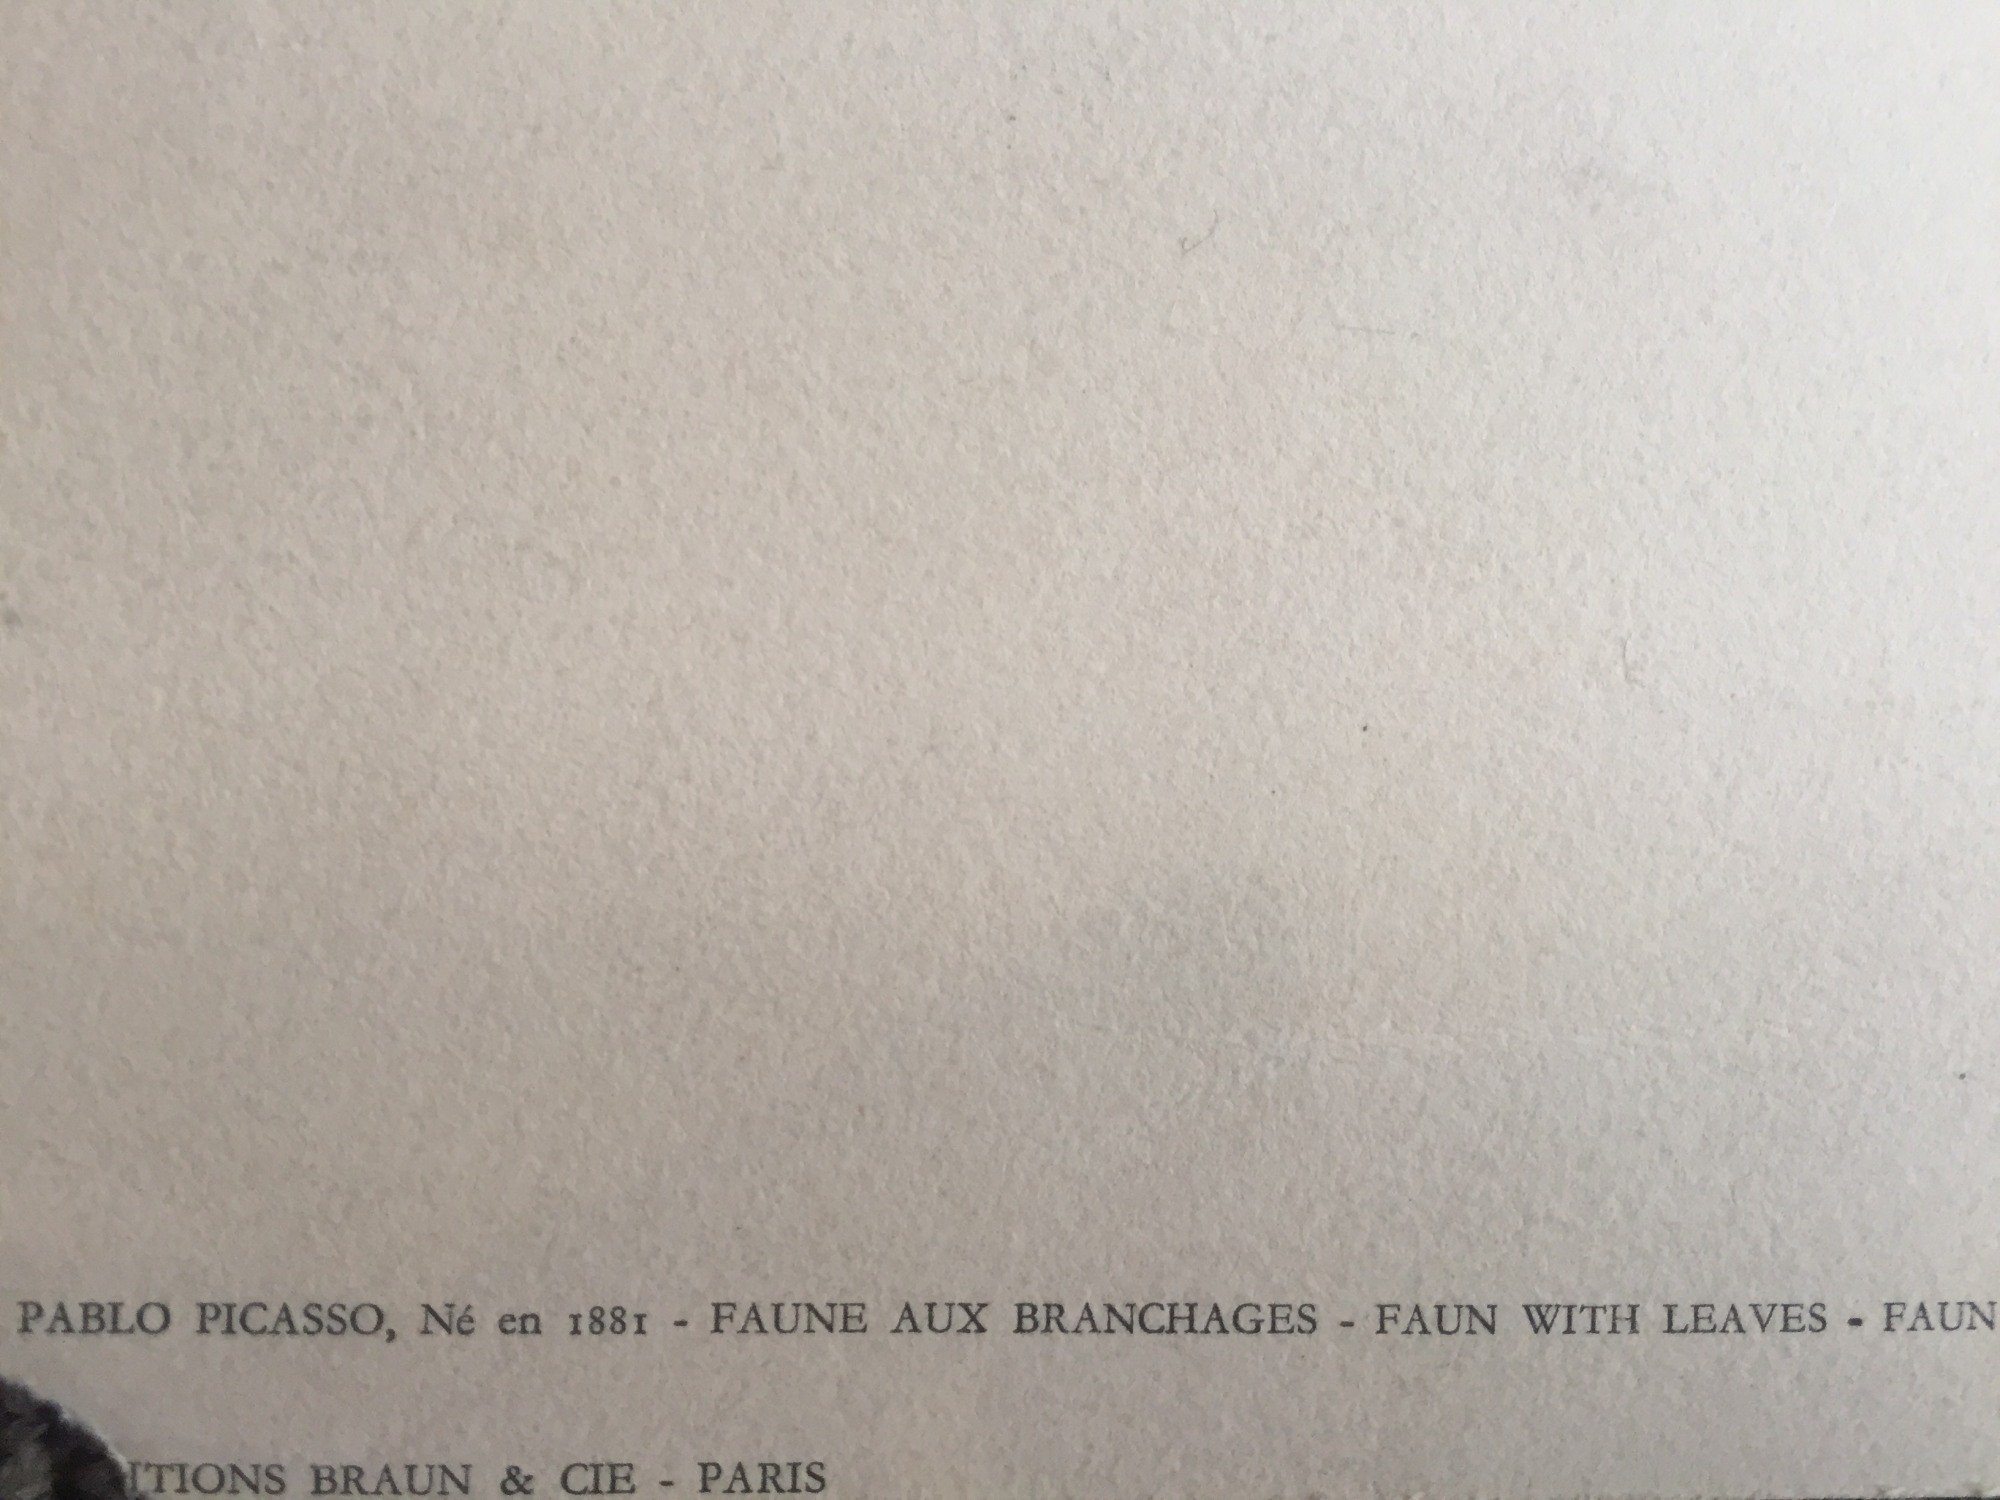 PABLO PICASSO, Né en 1881 - FAUNE AUX BRANCHAGES - FAUN WITH LEAVES - FAUN
ITIONS BRAUN & CIE - PARIS